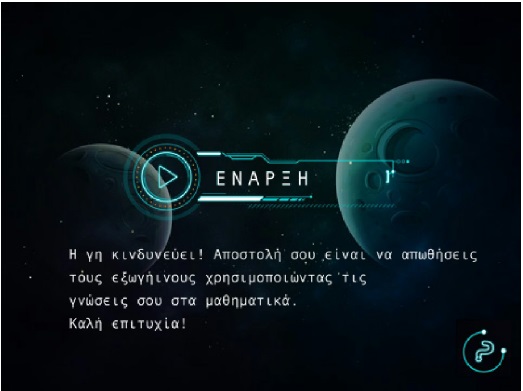 ΕΝΑΡΞΗ
Η γη κινδυνεύει! Αποστολή σου είναι να απωθήσεις
τους εξωγήινους χρησιμοποιώντας τις
γνώσεις σου στα μαθηματικά.
Καλή επιτυχία!
?